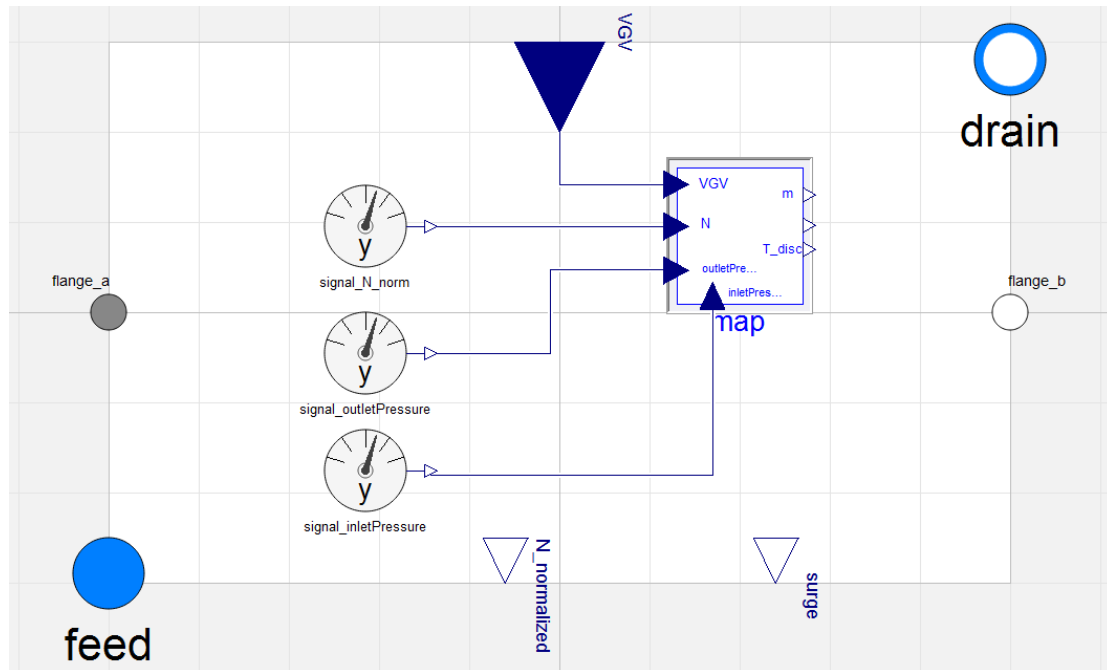 VGV
drain
VGV
m
N
T_disc
signal_N_norm
outletPre...
inletPres...
flange_a
flange_b
map
y
signal_outletPressure
y
signal_inletPressure
y
N_normalized
surge
feed